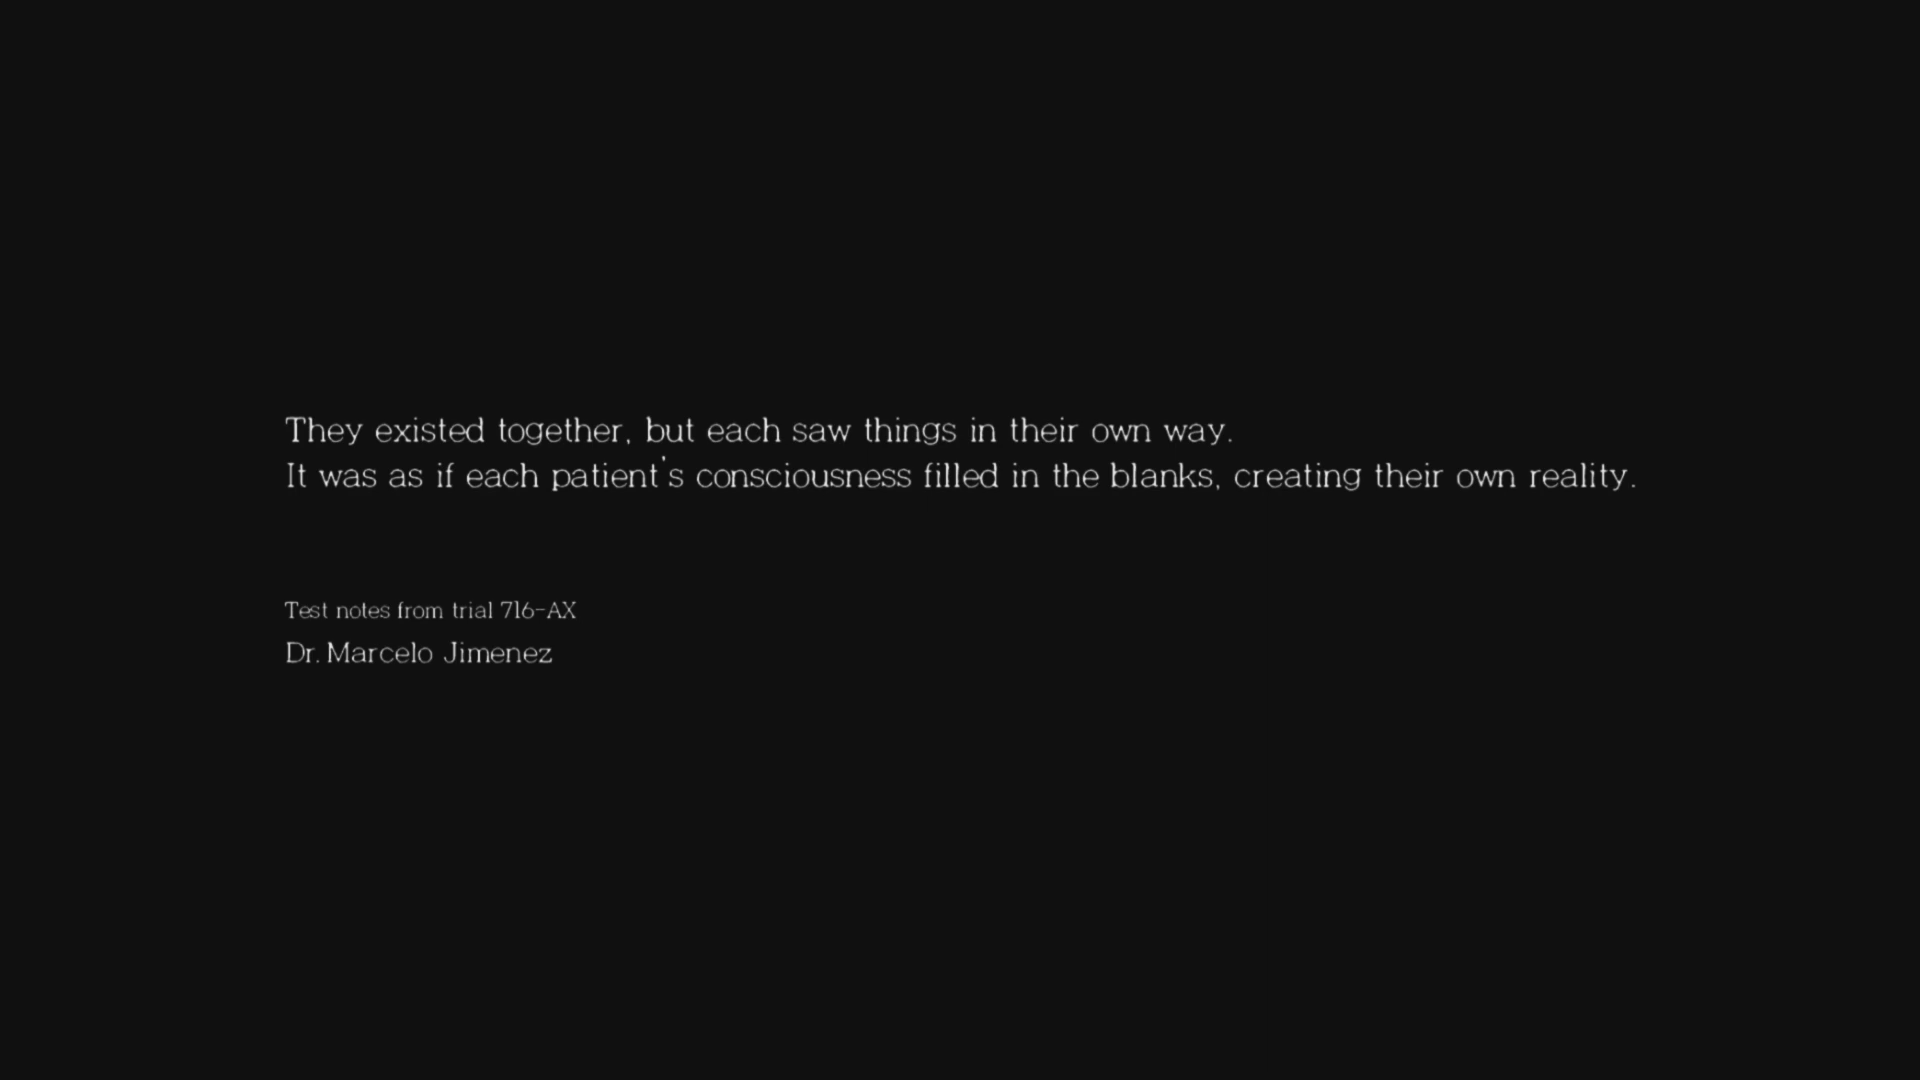 They existed together, but each saw things in their own way.
It was as if each patient's consciousness filled in the blanks, creating their own reality.
Test notes from trial 716-AX
Dr. Marcelo Jimenez